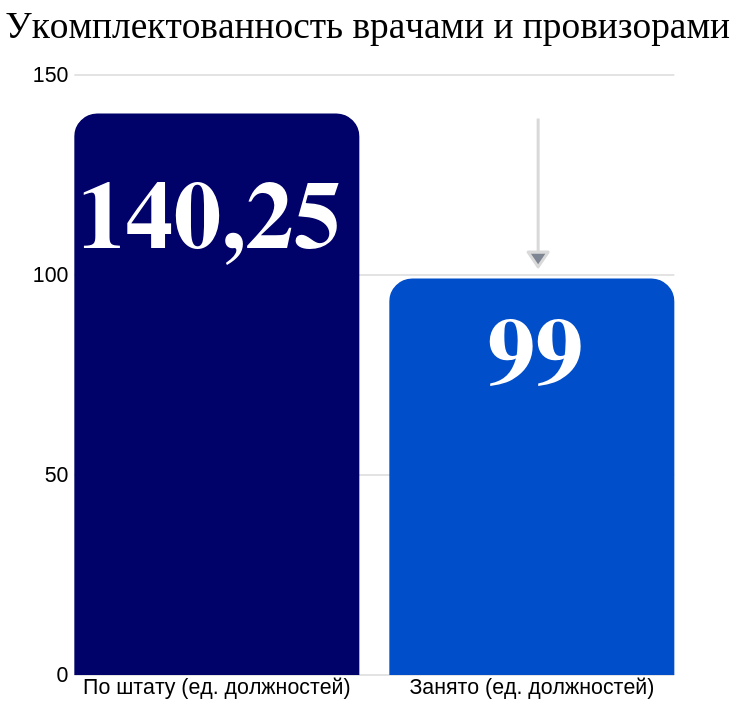 Укомплектованность врачами и провизорами
150
140,25
100
99
50
0
По штату (ед. должностей)
Занято (ед. должностей)